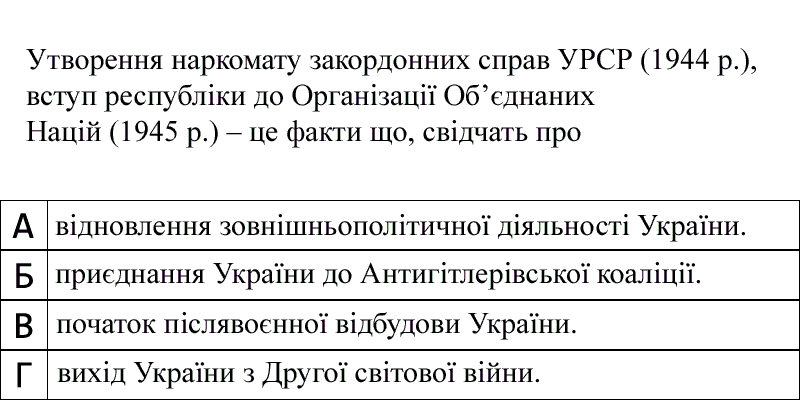 Утворення наркомату закордонних справ УРСР (1944 р.),
вступ республіки до Організації Об’єднаних
Націй (1945 р.) – це факти що, свідчать про
А відновлення зовнішньополітичної діяльності України.
Б приєднання України до Антигітлерівської коаліції.
В початок післявоєнної відбудови України.
Г вихід України з Другої світової війни.